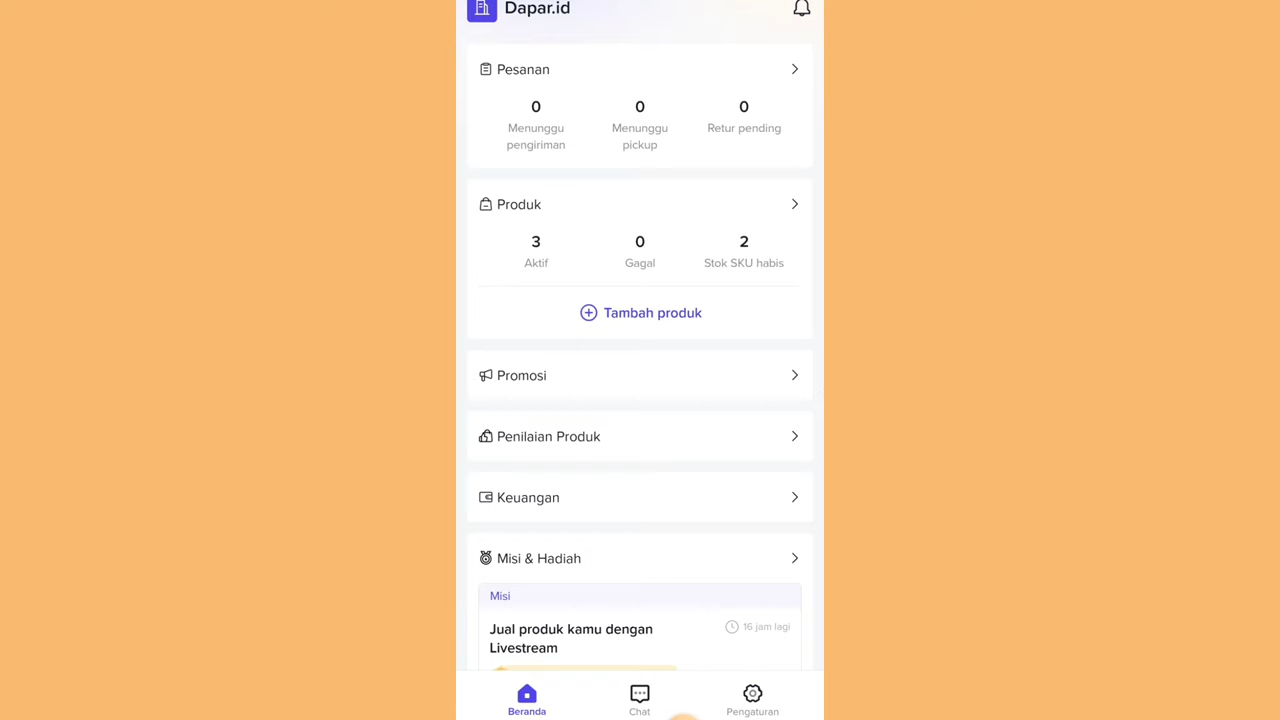 Dapar.id
Pesanan
0 0 0
Menunggu pengiriman
Menunggu pickup
Retur pending
Produk
3 0 2
Aktif Gagal Stok SKU habis
Tambah produk
Promosi
Penilaian Produk
Keuangan
Misi & Hadiah
Misi
Jual produk kamu dengan
Livestream
16 jam lagi
Beranda Chat Pengaturan